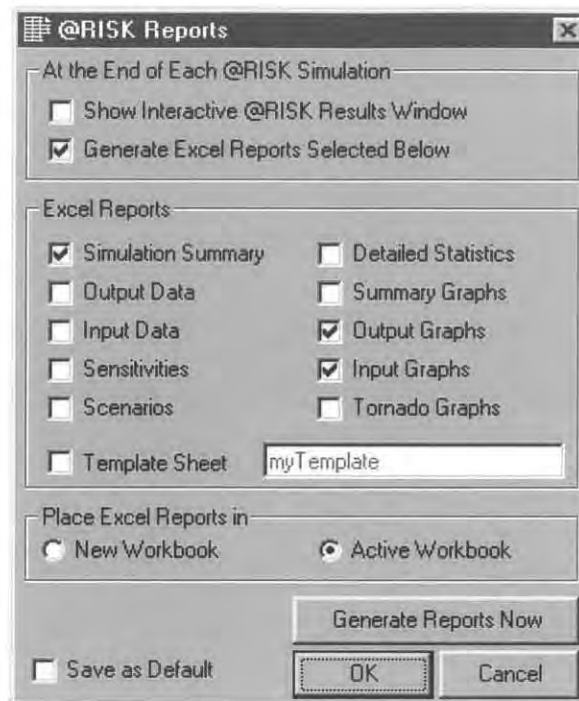 @RISK Reports
At the End of Each @RISK Simulation
Show Interactive @RISK Results Window
Generate Excel Reports Selected Below
Excel Reports
Simulation Summary
Detailed Statistics
Output Data
Summary Graphs
Input Data
Output Graphs
Sensitivities
Input Graphs
Scenarios
Tornado Graphs
Template Sheet
myTemplate
Place Excel Reports in
New Workbook
Active Workbook
Generate Reports Now
Save as Default
OK
Cancel